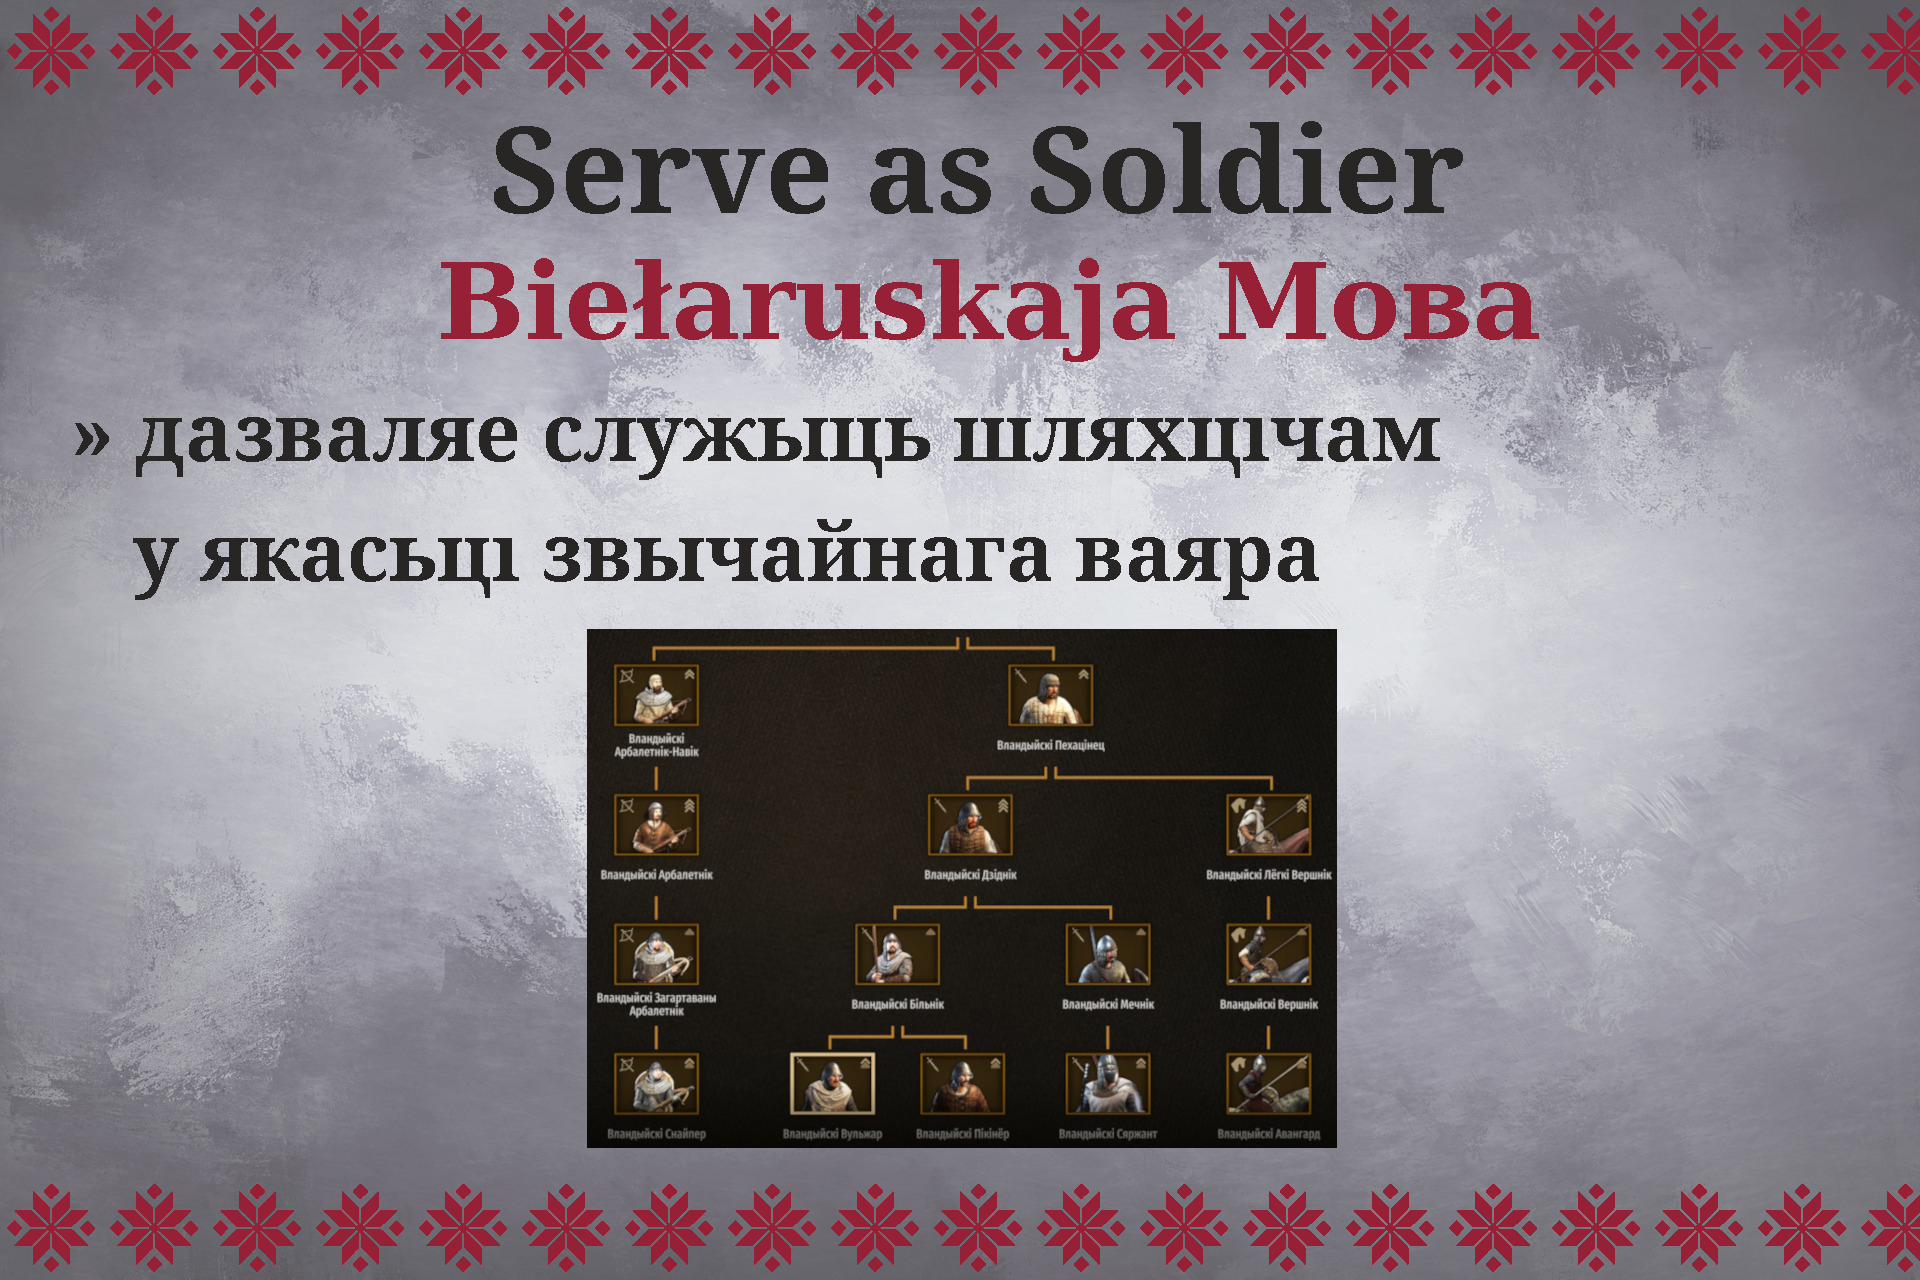 Serve as Soldier
Biełaruskaja Мова
» дазваляе служыць шляхцıчам
у якасьцı звычайнага ваяра
Вландыйскі
Арбалетнік-Навік
Вландыйскі Пехацінец
Вландыйскі Арбалетнік
Вландыйскі Дзіднік
Вландыйскі Лёгкі Вершнік
Вландыйскі Загартаваны
Арбалетнік
Вландыйскі Більнік
Вландыйскі Мечнік
Вландыйскі Вершнік
Вландыйскі Снайпер
Вландыйскі Вульжар
Вландыйскі Пікінёр
Вландыйскі Сяржант
Вландыйскі Авангард